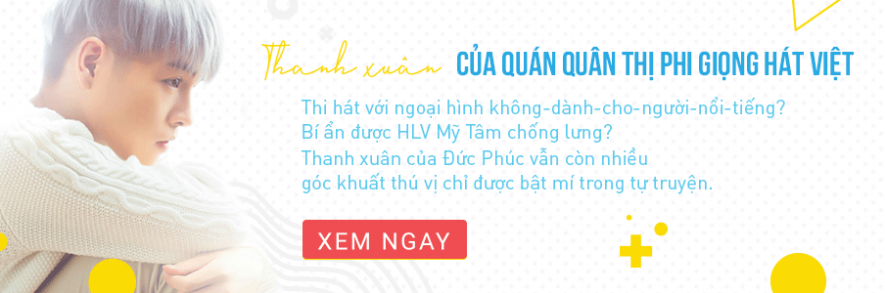 Thanh xuân CỦA QUÁN QUÂN THỊ PHI GIỌNG HÁT VIỆT
Thi hát với ngoại hình không-dành-cho-người-nổi-tiếng?
Bí ẩn được HLV Mỹ Tâm chống lưng?
Thanh xuân của Đức Phúc vẫn còn nhiều
góc khuất thú vị chỉ được bật mí trong tự truyện.
XEM NGAY